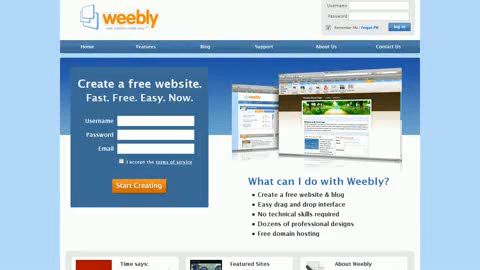 weebly
Username
Password
Remember Me | Forgot PW
log in
Home Features Blog Support About Us Contact Us
Create a free website.
Fast. Free. Easy. Now.
Username
Password
Email
I accept the terms of service
Start Creating
What can I do with Weebly?
Create a free website & blog
Easy drag and drop interface
No technical skills required
Dozens of professional designs
Free domain hosting
Time says:
Featured Sites
About Weebly